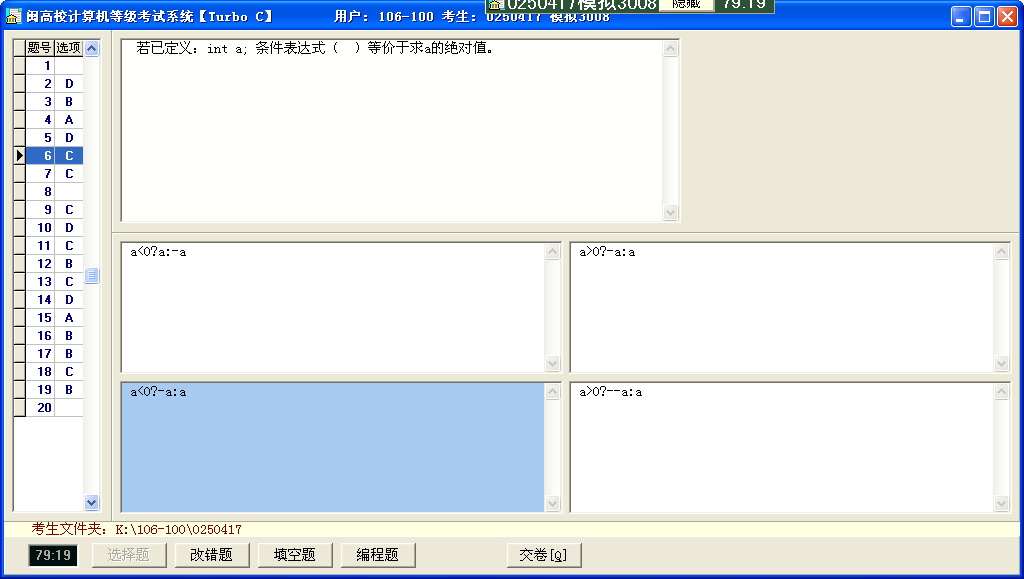 闽高校计算机等级考试系统【Turbo C】 用户: 106-100 考生: 0250417 模拟3008
0250417模拟3008 隐藏 79:19
题号 选项
1
2 D
3 B
4 A
5 D
6 C
7 C
8
9 C
10 D
11 C
12 B
13 C
14 D
15 A
16 B
17 B
18 C
19 B
20
若已定义: int a; 条件表达式 ( ) 等价于求a的绝对值。
a<0?a:-a
a>0?-a:a
a<0?-a:a
a>0?--a:a
考生文件夹: K:\106-100\0250417
79:19 选择题 改错题 填空题 编程题 交卷[Q]